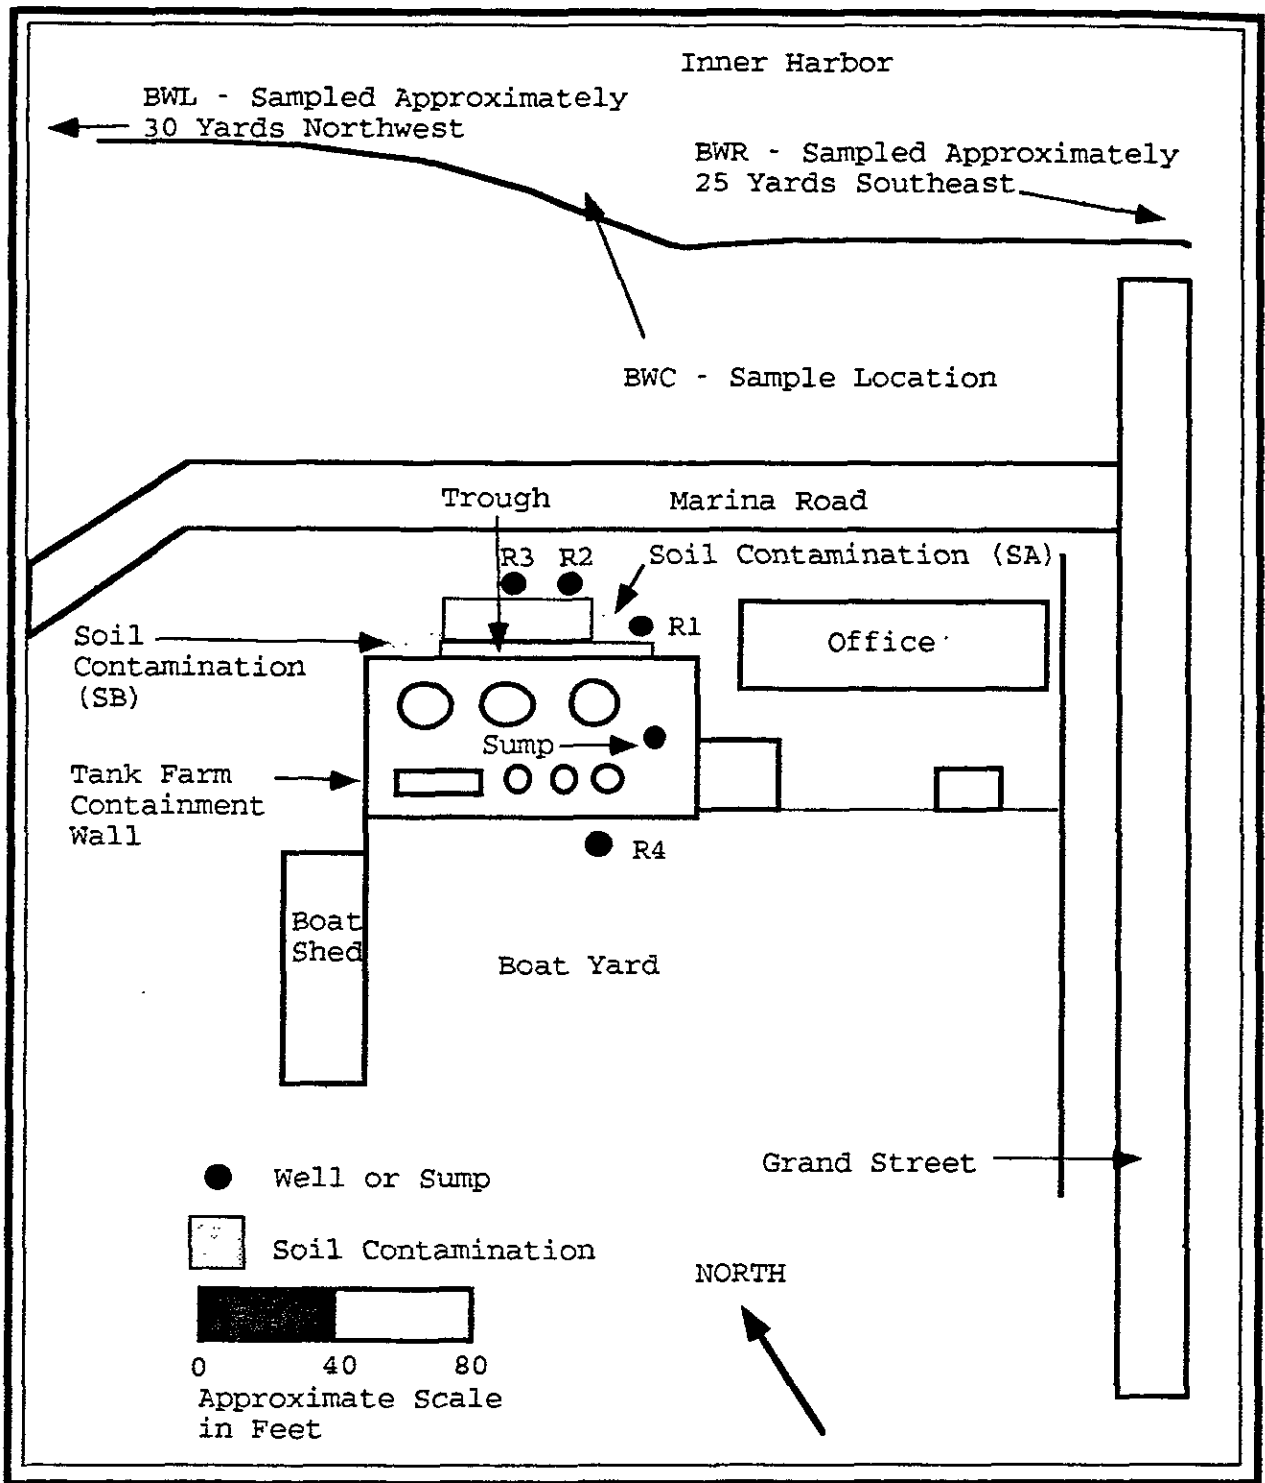 Inner Harbor
BWL - Sampled Approximately
30 Yards Northwest
BWR - Sampled Approximately
25 Yards Southeast
BWC - Sample Location
Trough
Marina Road
R3
R2
Soil Contamination (SA)
R1
Soil
Contamination
(SB)
Office
Sump
Tank Farm
Containment
Wall
R4
Boat
Shed
Boat Yard
Grand Street
Well or Sump
Soil Contamination
NORTH
0 40 80
Approximate Scale
in Feet